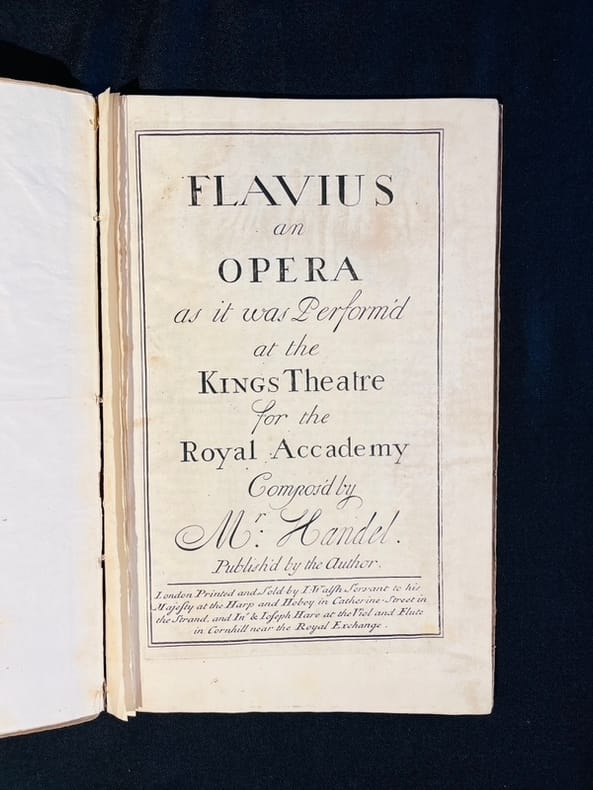 FLAVIUS
an
OPERA
as it was Perform'd
at the
KINGS Theatre
for the
Royal Accademy
Compos'd by
Mr. Handel.
Publish'd by the Author.
London Printed and Sold by I: Walsh Servant to his
Majesty at the Harp and Hoboy in Catherine-Street in
the Strand, and Inº & Ioseph Hare at the Viol and Flute
in Cornhill near the Royal Exchange.